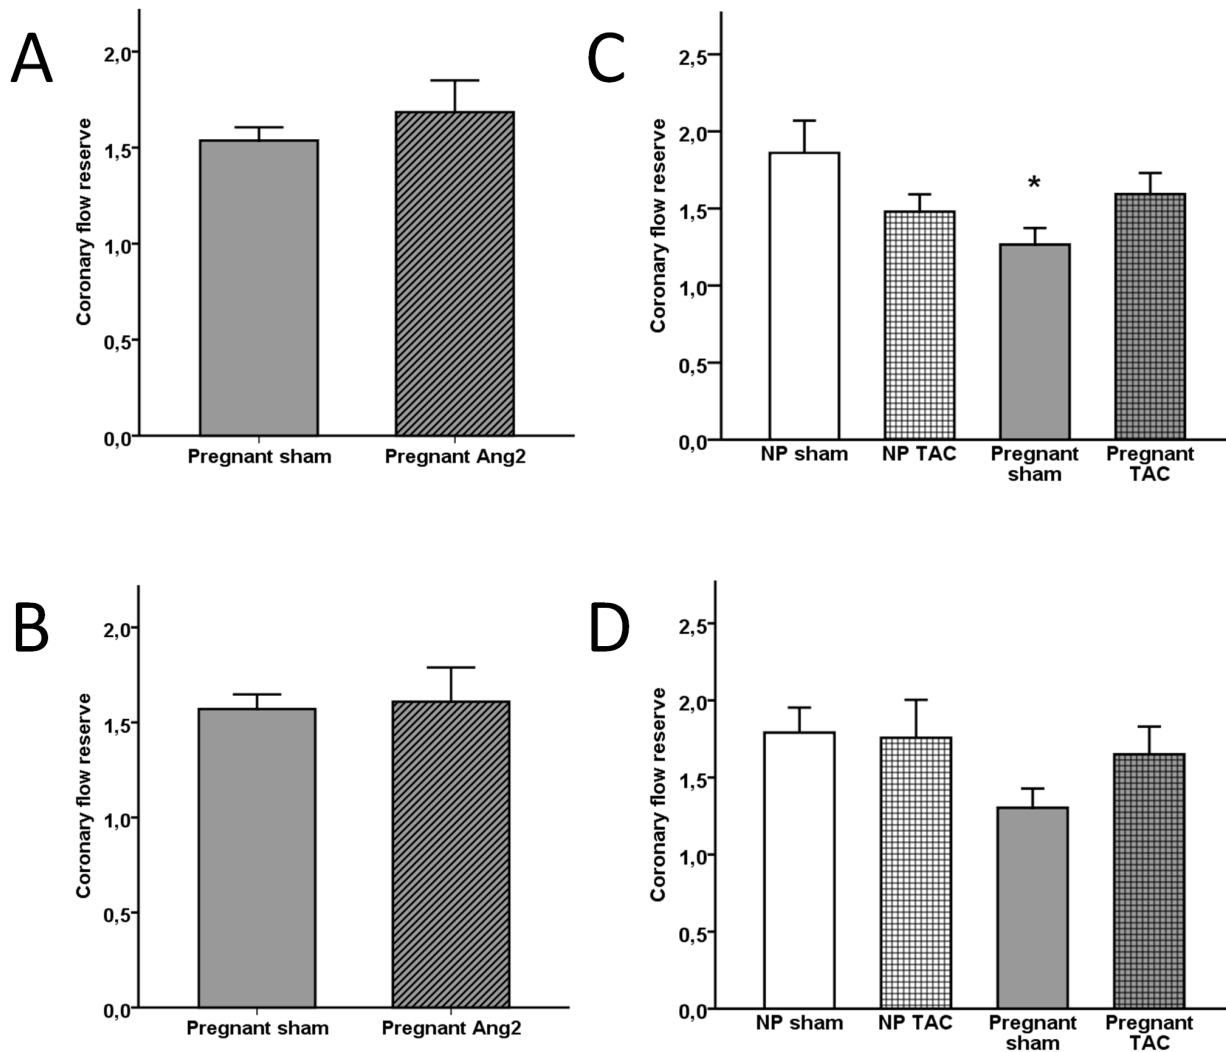 A
Coronary flow reserve
2,0
1,5
1,0
0,5
0,0
Pregnant sham
Pregnant Ang2
C
Coronary flow reserve
2,5
2,0
1,5
1,0
0,5
0,0
*
NP sham
NP TAC
Pregnant
sham
Pregnant
TAC
B
Coronary flow reserve
2,0
1,5
1,0
0,5
0,0
Pregnant sham
Pregnant Ang2
D
Coronary flow reserve
2,5
2,0
1,5
1,0
0,5
0,0
NP sham
NP TAC
Pregnant
sham
Pregnant
TAC